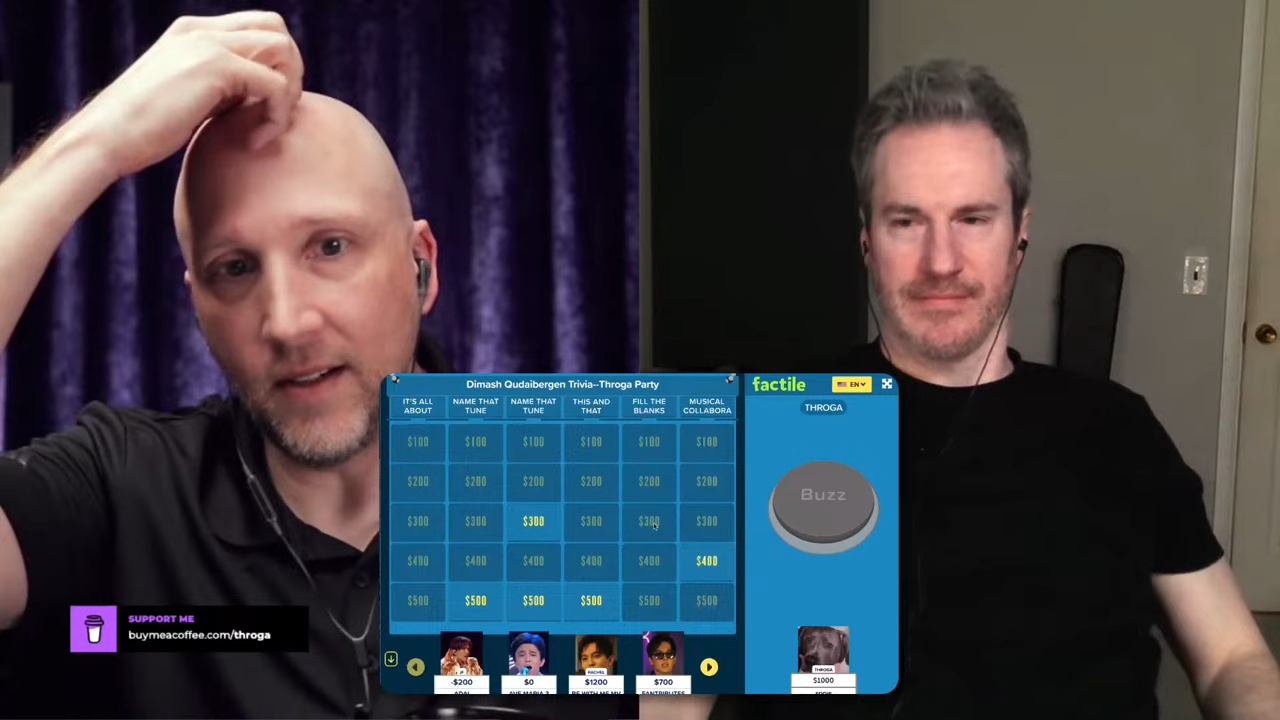 Dimash Qudaibergen Trivia--Throga Party
IT'S ALL ABOUT
NAME THAT TUNE
NAME THAT TUNE
THIS AND THAT
FILL THE BLANKS
MUSICAL COLLABORA
$100 $100 $100 $100 $100 $100
$200 $200 $200 $200 $200 $200
$300 $300 $300 $300 $300 $300
$400 $400 $400 $400 $400 $400
$500 $500 $500 $500 $500 $500
RACHEL
-$200 $0 $1200 $700
factile
EN
THROGA
Buzz
THROGA
$1000
SUPPORT ME
buymeacoffee.com/throga